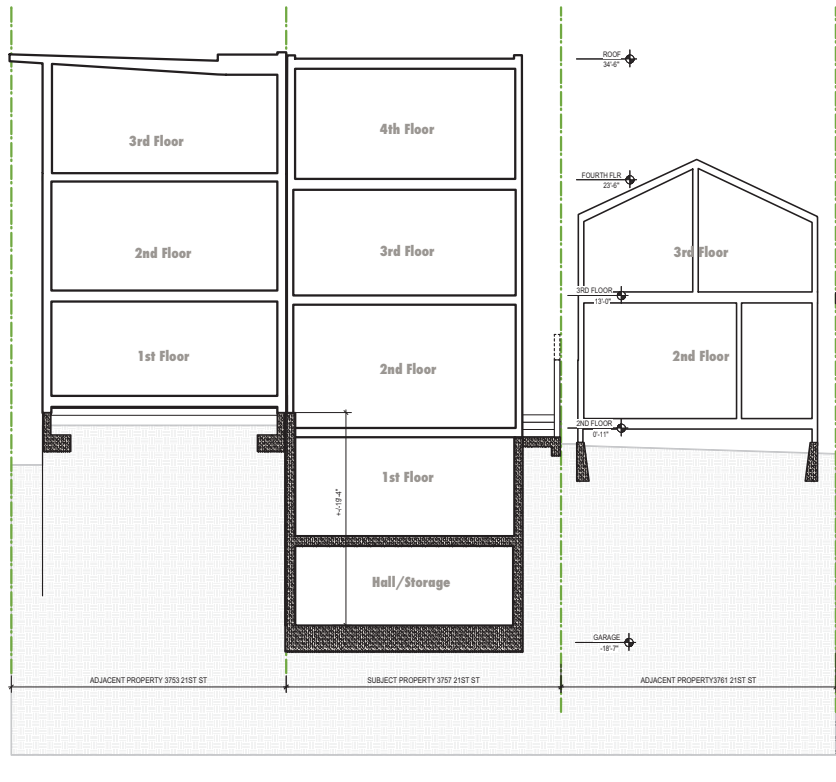 ROOF
34'-6"
4th Floor
3rd Floor
FOURTH FLR
23'-6"
2nd Floor
3rd Floor
3rd Floor
3RD FLOOR
13'-0"
1st Floor
2nd Floor
2nd Floor
2ND FLOOR
0'-11"
1st Floor
+/-19'-4"
Hall/Storage
GARAGE
-18'-7"
ADJACENT PROPERTY 3753 21ST ST
SUBJECT PROPERTY 3757 21ST ST
ADJACENT PROPERTY3761 21ST ST